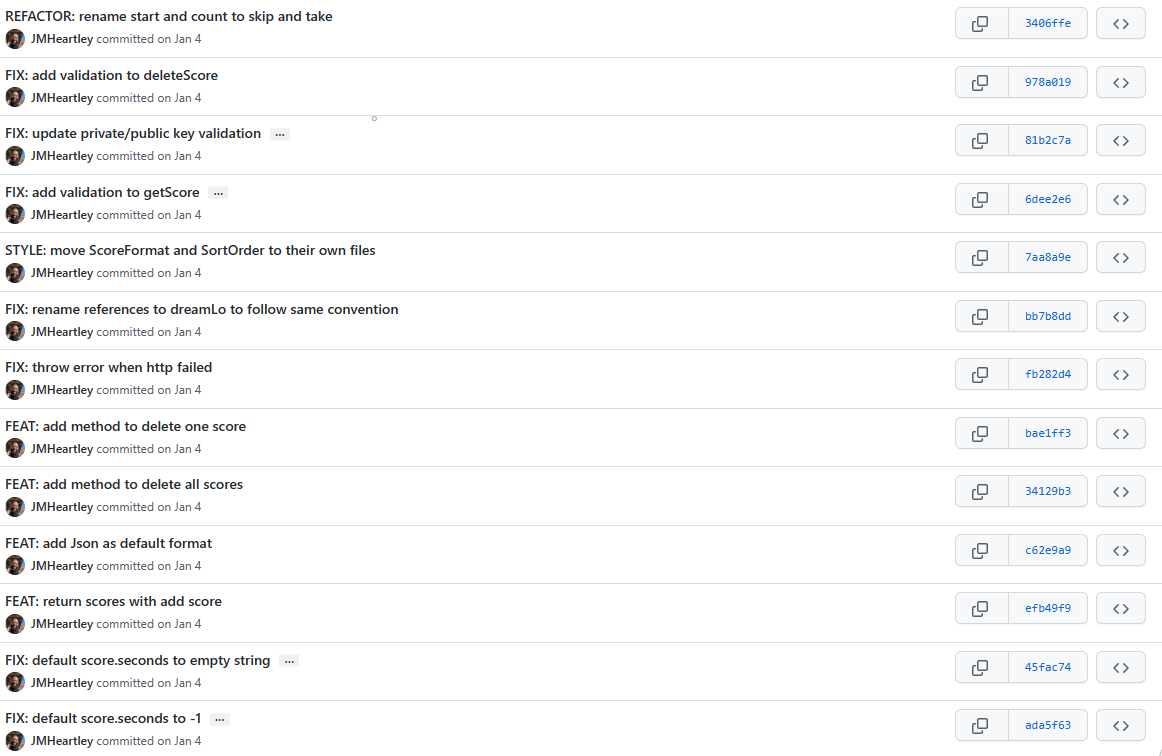 REFACTOR: rename start and count to skip and take
3406ffe
JMHeartley committed on Jan 4
FIX: add validation to deleteScore
978a019
JMHeartley committed on Jan 4
FIX: update private/public key validation ...
81b2c7a
JMHeartley committed on Jan 4
FIX: add validation to getScore ...
6dee2e6
JMHeartley committed on Jan 4
STYLE: move ScoreFormat and SortOrder to their own files
7aa8a9e
JMHeartley committed on Jan 4
FIX: rename references to dreamLo to follow same convention
bb7b8dd
JMHeartley committed on Jan 4
FIX: throw error when http failed
fb282d4
JMHeartley committed on Jan 4
FEAT: add method to delete one score
bae1ff3
JMHeartley committed on Jan 4
FEAT: add method to delete all scores
34129b3
JMHeartley committed on Jan 4
FEAT: add Json as default format
c62e9a9
JMHeartley committed on Jan 4
FEAT: return scores with add score
efb49f9
JMHeartley committed on Jan 4
FIX: default score.seconds to empty string ...
45fac74
JMHeartley committed on Jan 4
FIX: default score.seconds to -1 ...
ada5f63
JMHeartley committed on Jan 4